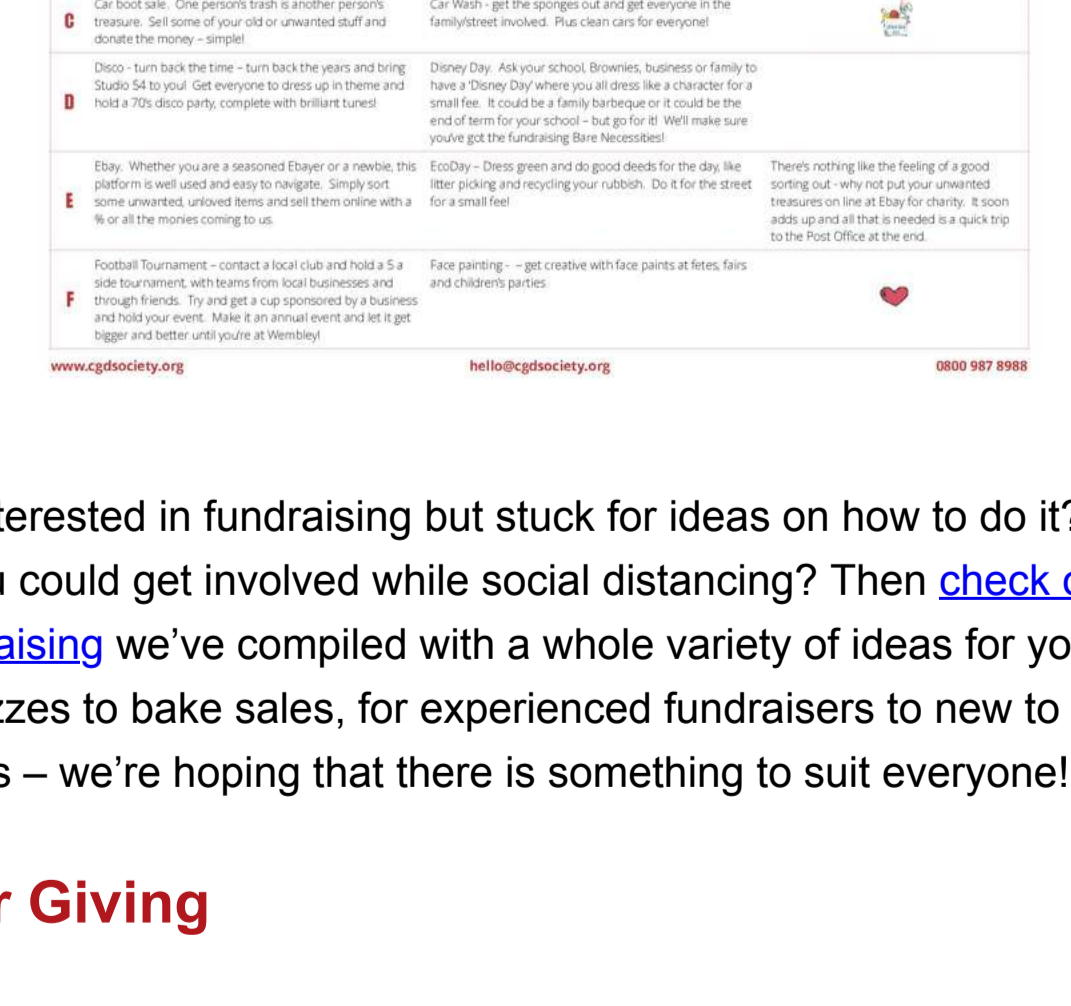 Car boot sale. One person's trash is another person's
treasure. Sell some of your old or unwanted stuff and
donate the money – simple!
C
Car Wash - get the sponges out and get everyone in the
family/street involved. Plus clean cars for everyone!
Disco - turn back the time – turn back the years and bring
Studio 54 to you! Get everyone to dress up in theme and
hold a 70's disco party, complete with brilliant tunes!
D
Disney Day. Ask your school, Brownies, business or family to
have a 'Disney Day' where you all dress like a character for a
small fee. It could be a family barbeque or it could be the
end of term for your school – but go for it! We'll make sure
you've got the fundraising Bare Necessities!
Ebay. Whether you are a seasoned Ebayer or a newbie, this
platform is well used and easy to navigate. Simply sort
some unwanted, unloved items and sell them online with a
% or all the monies coming to us.
E
EcoDay – Dress green and do good deeds for the day, like
litter picking and recycling your rubbish. Do it for the street
for a small fee!
There's nothing like the feeling of a good
sorting out - why not put your unwanted
treasures on line at Ebay for charity. It soon
adds up and all that is needed is a quick trip
to the Post Office at the end.
Football Tournament – contact a local club and hold a 5 a
side tournament, with teams from local businesses and
through friends. Try and get a cup sponsored by a business
and hold your event. Make it an annual event and let it get
bigger and better until you're at Wembley!
F
Face painting- – get creative with face paints at fetes, fairs
and children's parties
www.cgdsociety.org hello@cgdsociety.org 0800 987 8988
terested in fundraising but stuck for ideas on how to do it?
u could get involved while social distancing? Then check o
aising we've compiled with a whole variety of ideas for yo
zzes to bake sales, for experienced fundraisers to new to
s – we're hoping that there is something to suit everyone!
r Giving